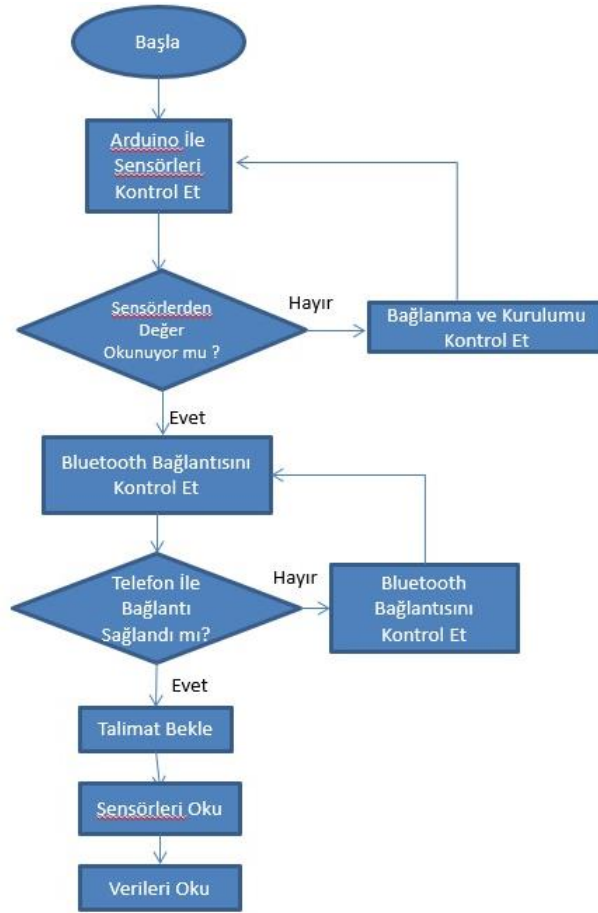 Başla
Arduino İle
Sensörleri
Kontrol Et
Sensörlerden
Değer
Okunuyor mu ?
Hayır
Bağlanma ve Kurulumu
Kontrol Et
Evet
Bluetooth Bağlantısını
Kontrol Et
Telefon İle
Bağlantı
Sağlandı mı?
Hayır
Bluetooth
Bağlantısını
Kontrol Et
Evet
Talimat Bekle
Sensörleri Oku
Verileri Oku